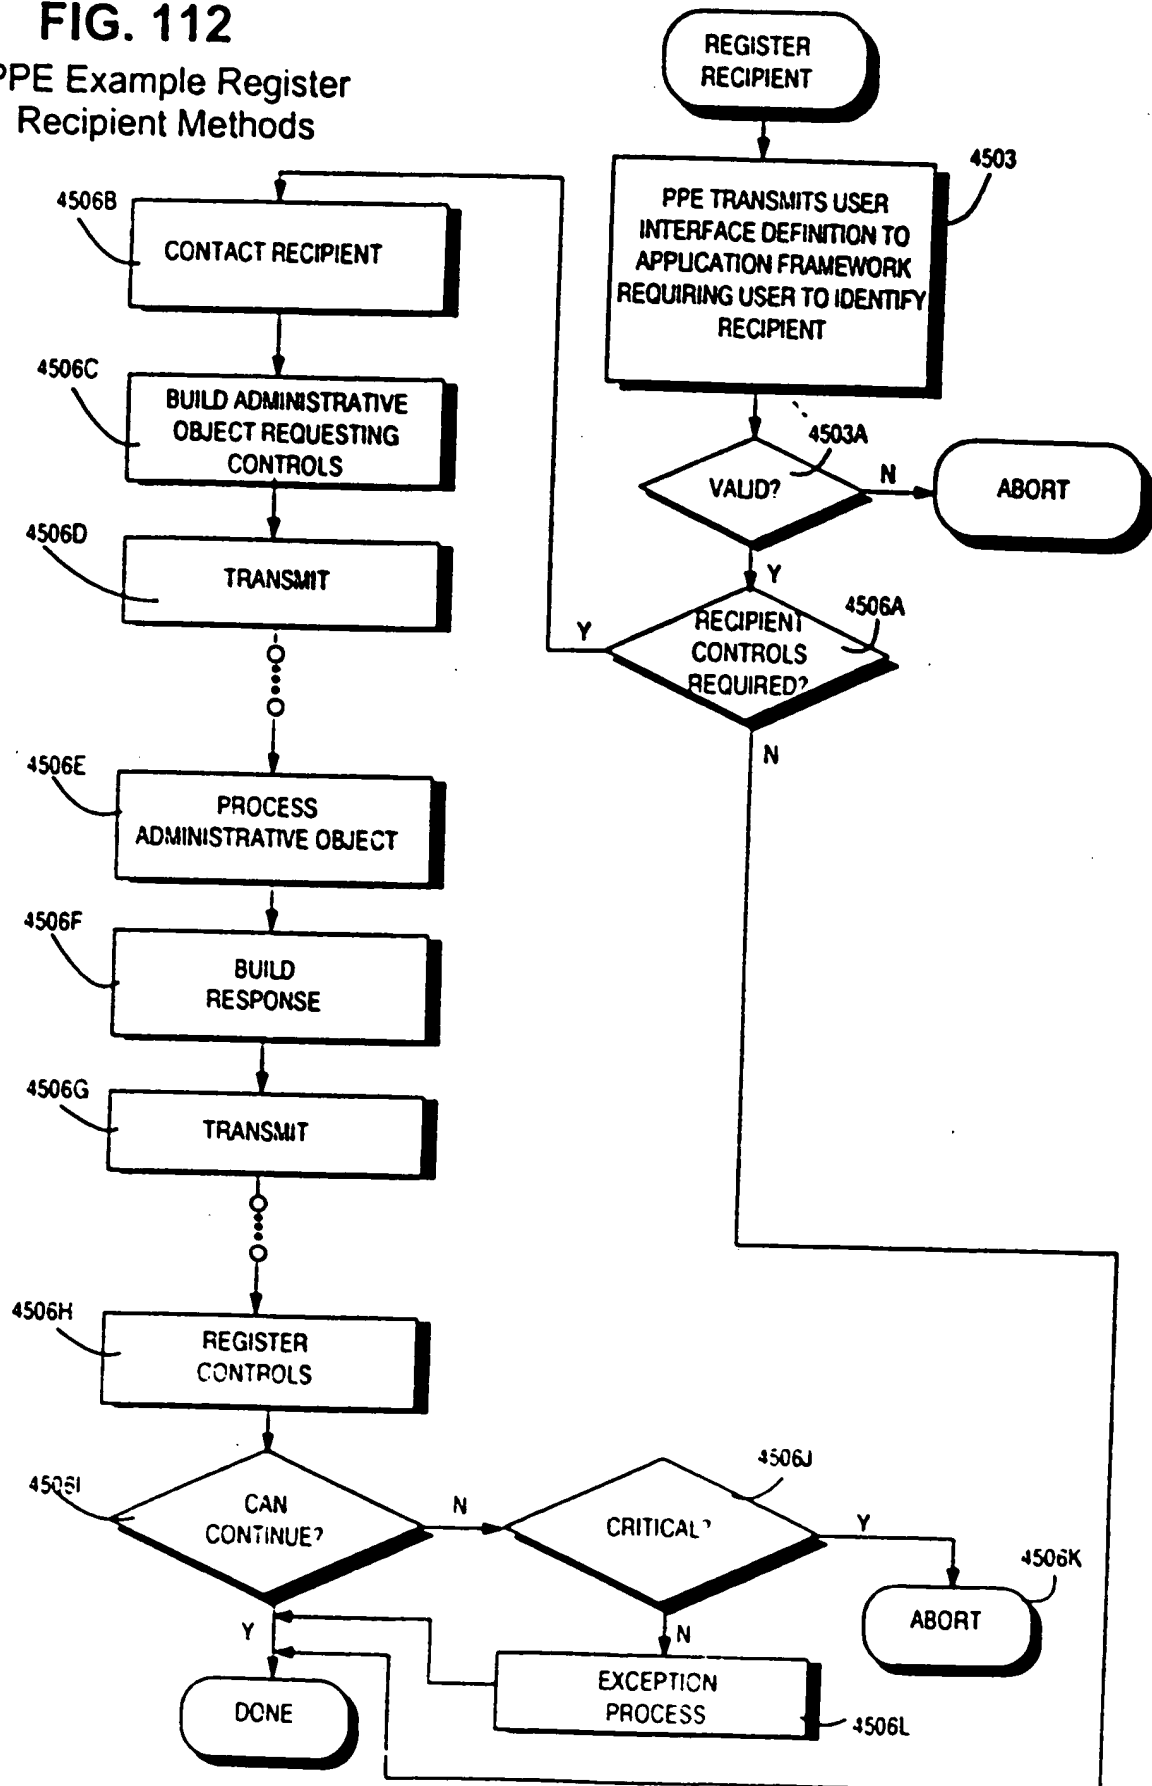 FIG. 112
PPE Example Register
Recipient Methods
REGISTER
RECIPIENT
4503
PPE TRANSMITS USER
INTERFACE DEFINITION TO
APPLICATION FRAMEWORK
REQUIRING USER TO IDENTIFY
RECIPIENT
4503A
VALID?
N
ABORT
Y
4506A
RECIPIENT
CONTROLS
REQUIRED?
Y
N
4506B
CONTACT RECIPIENT
4506C
BUILD ADMINISTRATIVE
OBJECT REQUESTING
CONTROLS
4506D
TRANSMIT
4506E
PROCESS
ADMINISTRATIVE OBJECT
4506F
BUILD
RESPONSE
4506G
TRANSMIT
4506H
REGISTER
CONTROLS
4506I
CAN
CONTINUE?
N
4506J
CRITICAL?
Y
4506K
ABORT
Y
N
EXCEPTION
PROCESS
4506L
DONE